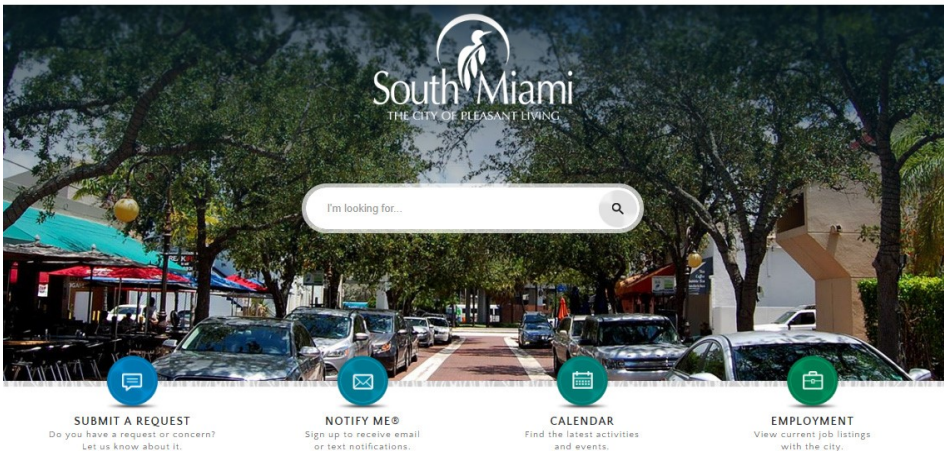 South Miami
THE CITY OF PLEASANT LIVING
I'm looking for...
SUBMIT A REQUEST
Do you have a request or concern?
Let us know about it.
NOTIFY ME®
Sign up to receive email
or text notifications.
CALENDAR
Find the latest activities
and events.
EMPLOYMENT
View current job listings
with the city.